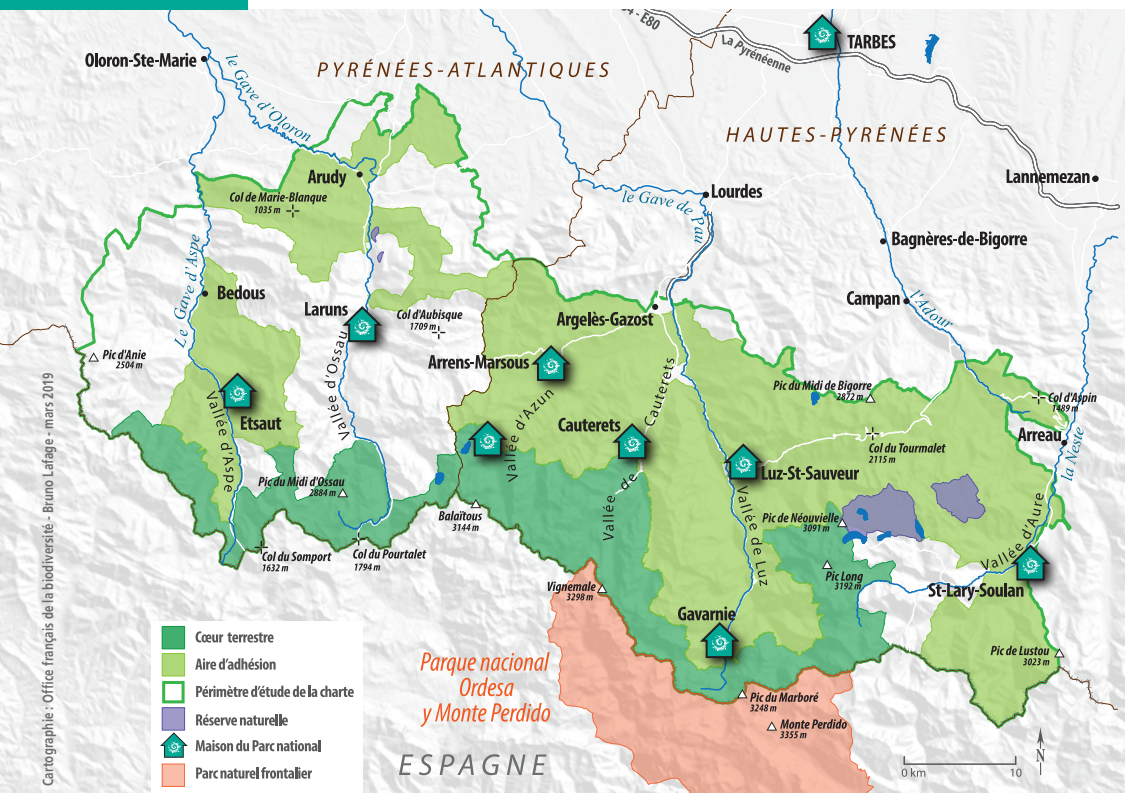 - E80
La Pyrénéenne
TARBES
Oloron-Ste-Marie
le Gave d'Oloron
PYRÉNÉES-ATLANTIQUES
HAUTES-PYRÉNÉES
Arudy
Lannemezan
Col de Marie-Blanque
1035 m
Lourdes
le Gave de Pau
Bagnères-de-Bigorre
Le Gave d'Aspe
Bedous
Campan
l'Adour
Laruns
Col d'Aubisque
1709 m
Argelès-Gazost
Pic d'Anie
2504 m
Arrens-Marsous
Vallée d'Ossau
Vallée d'Azun
Vallée de Cauterets
Pic du Midi de Bigorre
2872 m
Col d'Aspin
1489 m
Etsaut
Vallée d'Aspe
Cauterets
Arreau
la Neste
Col du Tourmalet
2115 m
Luz-St-Sauveur
Pic du Midi d'Ossau
2884 m
Balaïtous
3144 m
Vallée de Luz
Pic de Néouvielle
3091 m
Col du Somport
1632 m
Col du Pourtalet
1794 m
Vallée d'Aure
Pic Long
3192 m
St-Lary-Soulan
Vignemale
3298 m
Gavarnie
Pic de Lustou
3023 m
Parque nacional
Ordesa
y Monte Perdido
Pic du Marboré
3248 m
Monte Perdido
3355 m
ESPAGNE
Cœur terrestre
Aire d'adhésion
Périmètre d'étude de la charte
Réserve naturelle
Maison du Parc national
Parc naturel frontalier
0 km 10
N
Cartographie : Office français de la biodiversité - Bruno Lafage - mars 2019